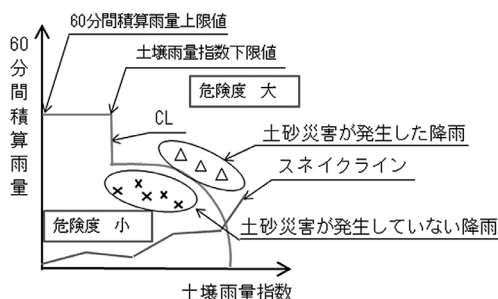 60分間積算雨量上限値
土壌雨量指数下限値
危険度　大
CL
土砂災害が発生した降雨
スネイクライン
土砂災害が発生していない降雨
危険度　小
60分間積算雨量
土壌雨量指数